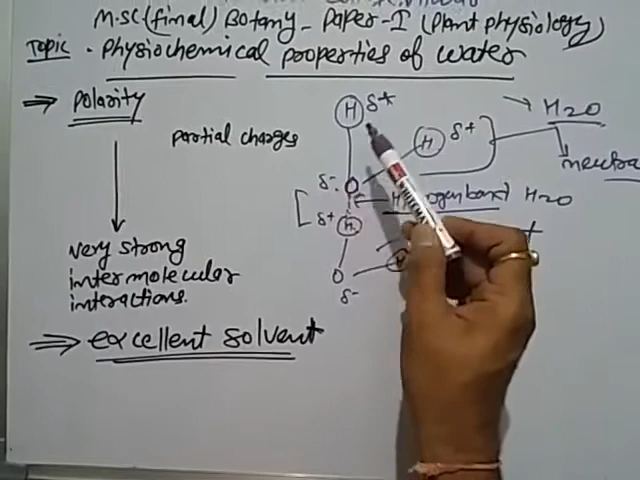 M.SC(final) Botany - Paper-I (Plant physiology)
Topic - Physiochemical properties of water
⇒ polarity
partial charges
very strong
intermolecular
interactions.
⇒ excellent solvent
H δ+
H δ+
H2O
neutra
δ- O
H2O
δ+ H
O
δ-